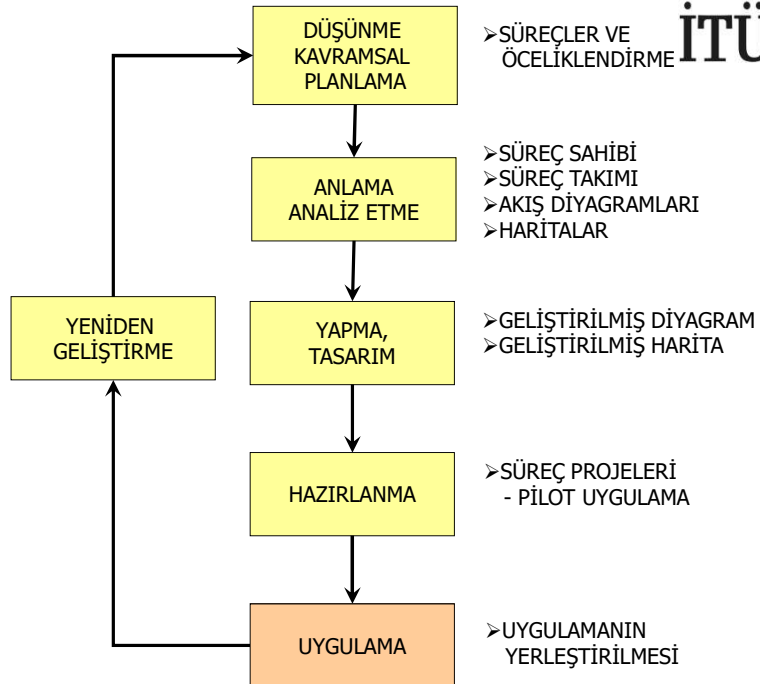 DÜŞÜNME
KAVRAMSAL
PLANLAMA
➢SÜREÇLER VE
ÖCELİKLENDİRME
İTÜ
ANLAMA
ANALİZ ETME
➢SÜREÇ SAHİBİ
➢SÜREÇ TAKIMI
➢AKIŞ DİYAGRAMLARI
➢HARİTALAR
YENİDEN
GELİŞTİRME
YAPMA,
TASARIM
➢GELİŞTİRİLMİŞ DİYAGRAM
➢GELİŞTİRİLMİŞ HARİTA
HAZIRLANMA
➢SÜREÇ PROJELERİ
- PİLOT UYGULAMA
UYGULAMA
➢UYGULAMANIN
YERLEŞTİRİLMESİ